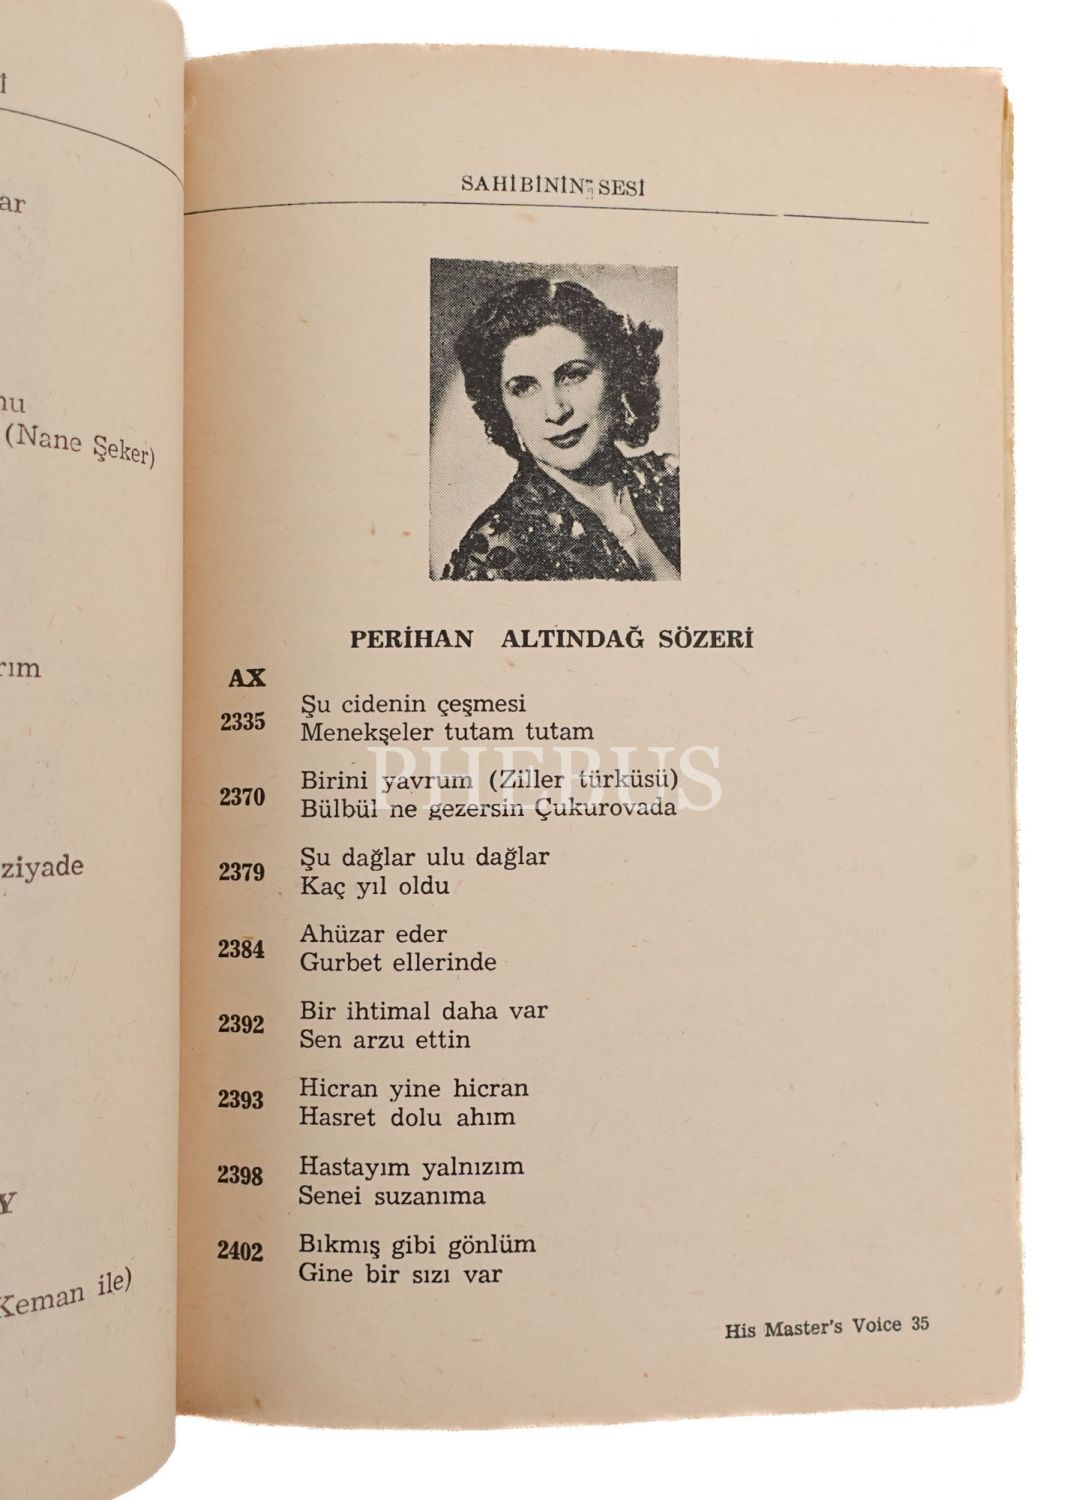 i
ar
nu
(Nane Şeker)
rım
ziyade
Y
Keman ile)
SAHİBİNİN SESİ
PERİHAN ALTINDAĞ SÖZERİ
AX
2335 Şu cidenin çeşmesi
Menekşeler tutam tutam
2370 Birini yavrum (Ziller türküsü)
Bülbül ne gezersin Çukurovada
2379 Şu dağlar ulu dağlar
Kaç yıl oldu
2384 Ahüzar eder
Gurbet ellerinde
2392 Bir ihtimal daha var
Sen arzu ettin
2393 Hicran yine hicran
Hasret dolu ahım
2398 Hastayım yalnızım
Senei suzanıma
2402 Bıkmış gibi gönlüm
Gine bir sızı var
His Master's Voice 35
PHEBUS